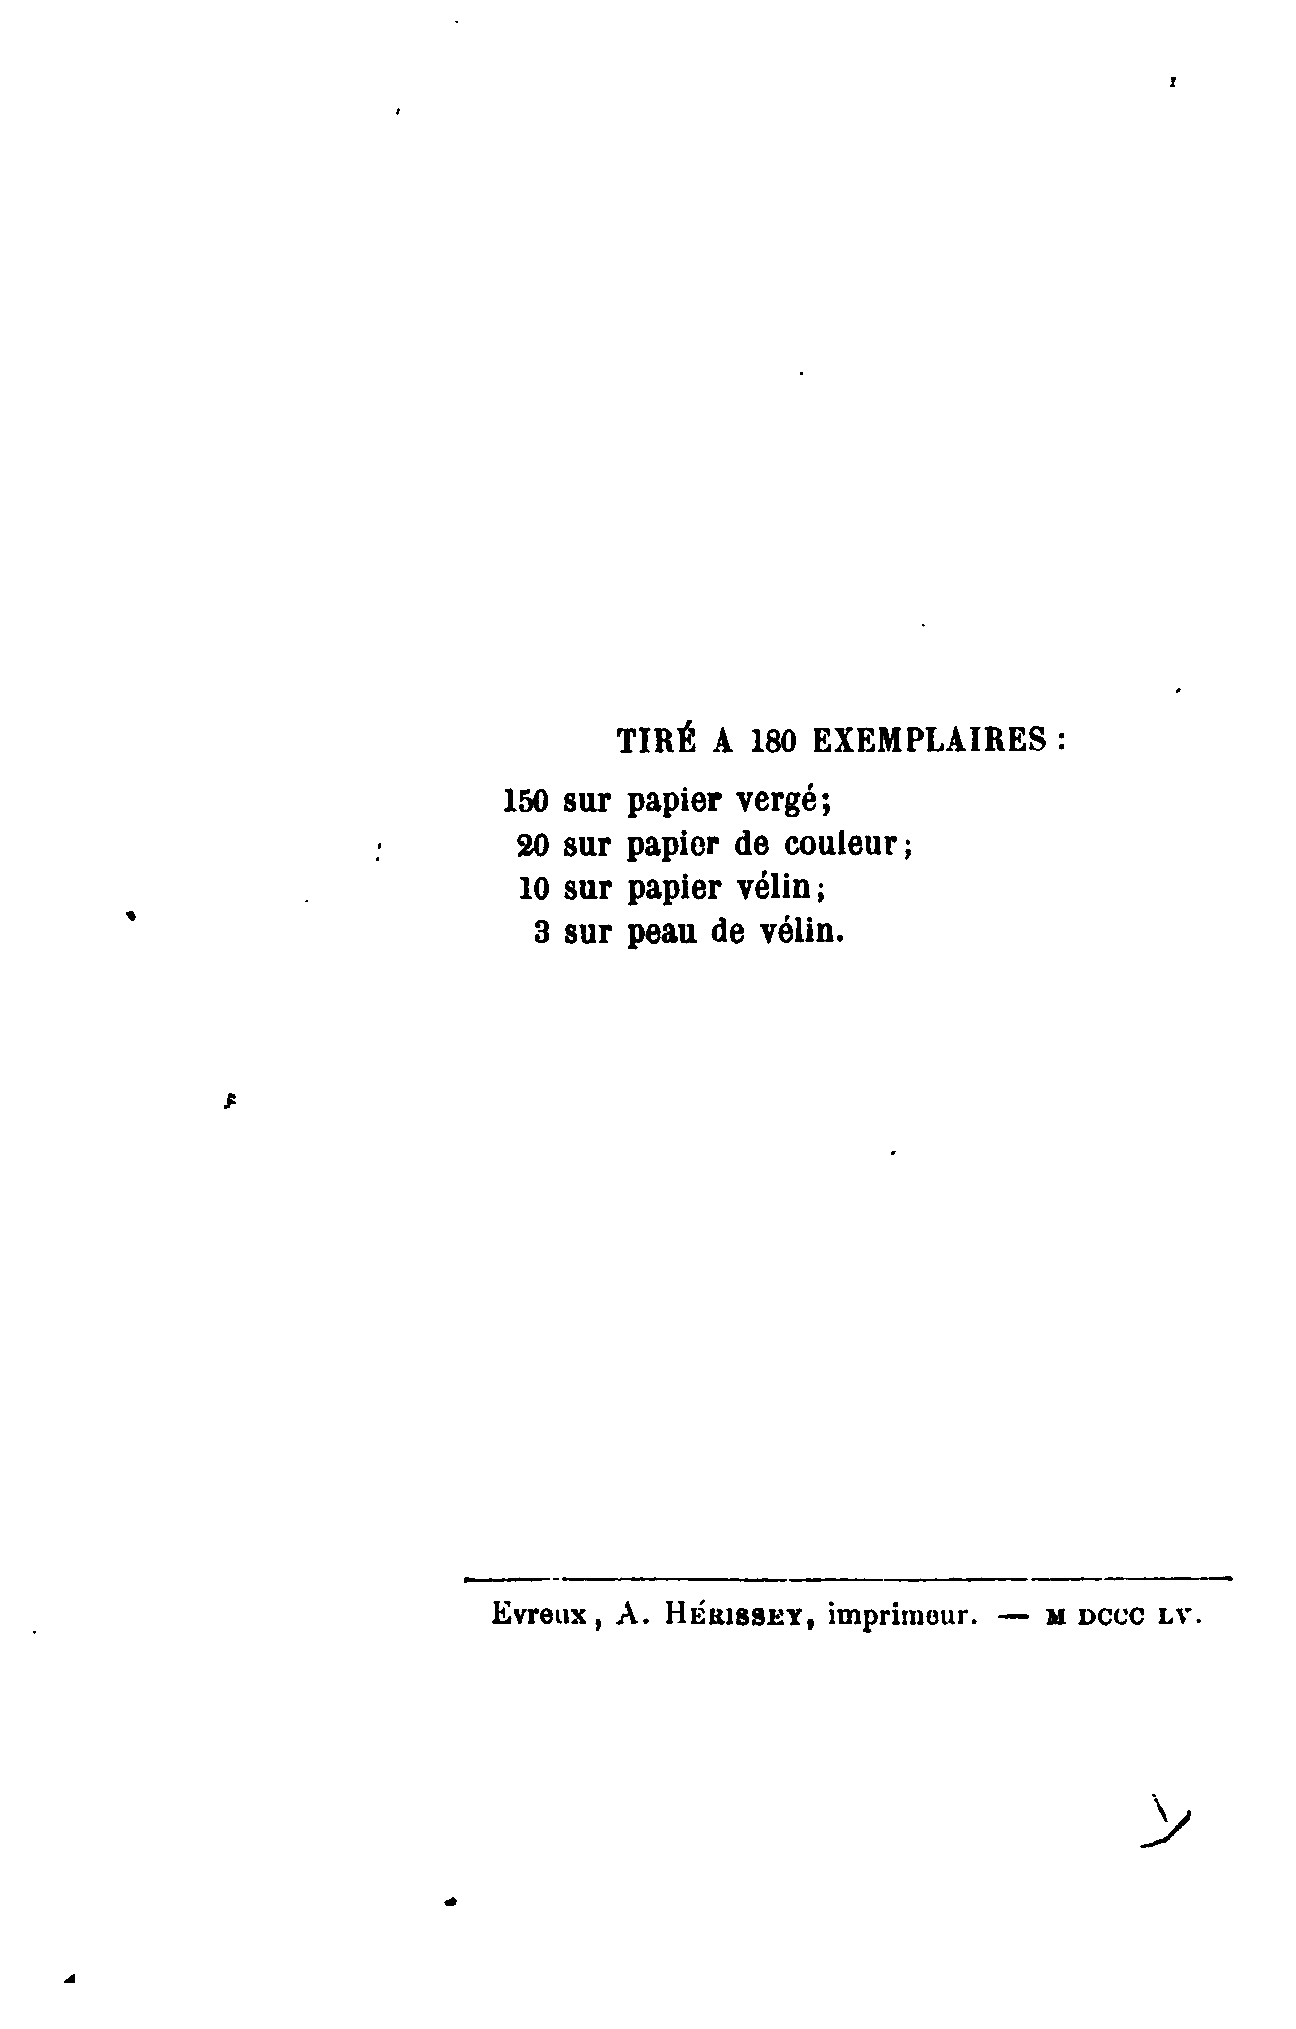 TIRÉ A 180 EXEMPLAIRES :
150 sur papier vergé;
20 sur papier de couleur;
10 sur papier vélin;
3 sur peau de vélin.
Evreux, A. HÉRISSEY, imprimeur. — M DCCC LV.